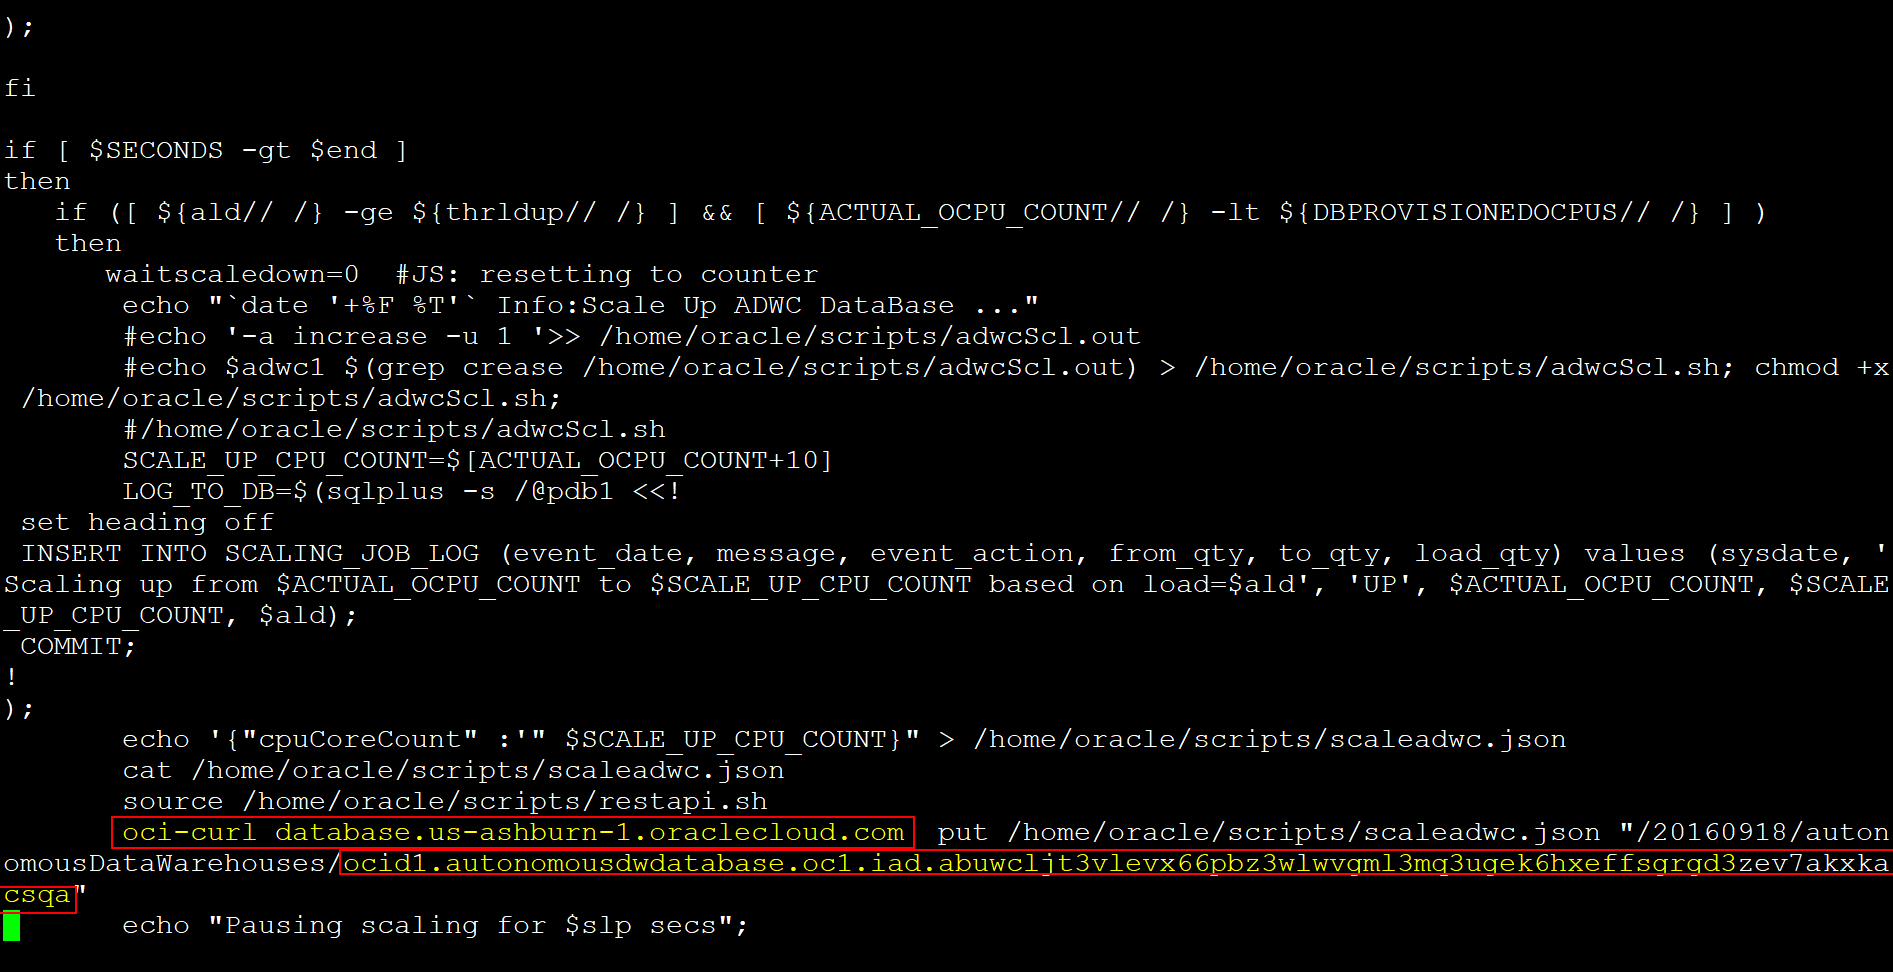 );
fi
if [ $SECONDS -gt $end ]
then
if ([ ${ald// /} -ge ${thrldup// /} ] && [ ${ACTUAL_OCPU_COUNT// /} -lt ${DBPROVISIONEDOCPUS// /} ] )
then
waitscaledown=0  #JS: resetting to counter
echo "`date '+%F %T'` Info:Scale Up ADWC DataBase ..."
#echo '-a increase -u 1 '>> /home/oracle/scripts/adwcScl.out
#echo $adwc1 $(grep crease /home/oracle/scripts/adwcScl.out) > /home/oracle/scripts/adwcScl.sh; chmod +x
/home/oracle/scripts/adwcScl.sh;
#/home/oracle/scripts/adwcScl.sh
SCALE_UP_CPU_COUNT=$[ACTUAL_OCPU_COUNT+10]
LOG_TO_DB=$(sqlplus -s /@pdb1 <<!
set heading off
INSERT INTO SCALING_JOB_LOG (event_date, message, event_action, from_qty, to_qty, load_qty) values (sysdate, '
Scaling up from $ACTUAL_OCPU_COUNT to $SCALE_UP_CPU_COUNT based on load=$ald', 'UP', $ACTUAL_OCPU_COUNT, $SCALE
_UP_CPU_COUNT, $ald);
COMMIT;
!
);
echo '{"cpuCoreCount" :'" $SCALE_UP_CPU_COUNT}" > /home/oracle/scripts/scaleadwc.json
cat /home/oracle/scripts/scaleadwc.json
source /home/oracle/scripts/restapi.sh
oci-curl database.us-ashburn-1.oraclecloud.com  put /home/oracle/scripts/scaleadwc.json "/20160918/auton
omousDataWarehouses/ocid1.autonomousdwdatabase.oc1.iad.abuwcljt3vlevx66pbz3wlwvqml3mq3ugek6hxeffsgrqd3zev7akxka
csqa"
echo "Pausing scaling for $slp secs";